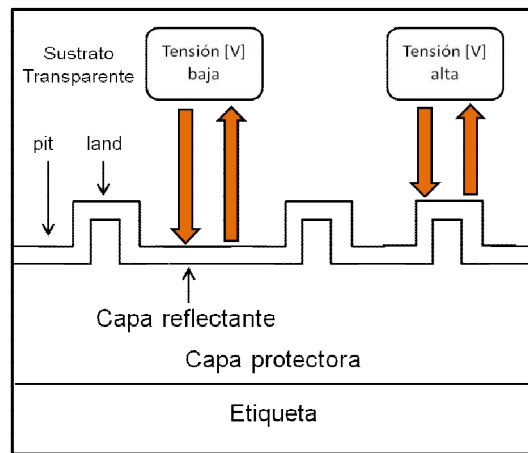 Sustrato
Transparente
Tensión [V]
baja
Tensión [V]
alta
pit
land
Capa reflectante
Capa protectora
Etiqueta